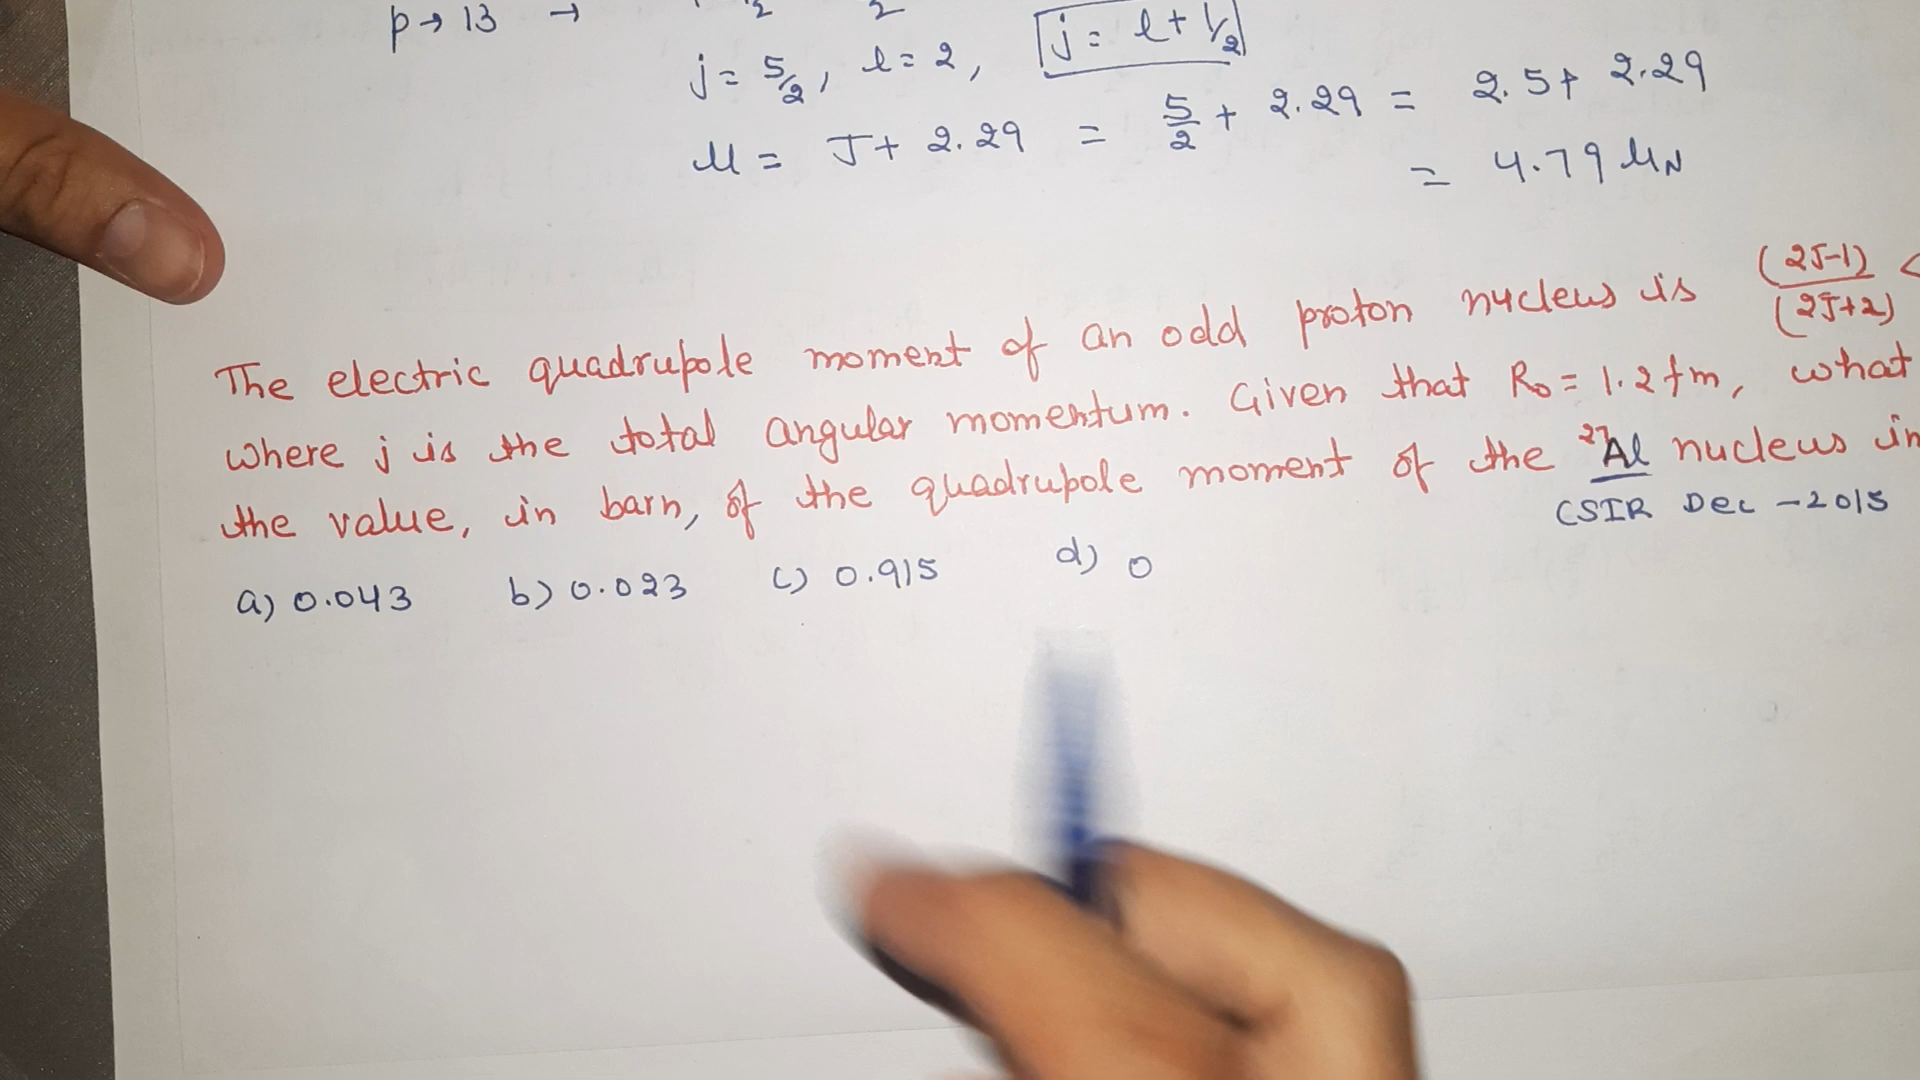 p → 13 →
j = 5/2, l = 2, j = l + 1/2
μ = J + 2.29 = 5/2 + 2.29 = 2.5 + 2.29
= 4.79 μN
The electric quadrupole moment of an odd proton nucleus is (2J-1)/(2J+2) <
where j is the total angular momentum. Given that R₀ = 1.2 fm, what
the value, in barn, of the quadrupole moment of the ²⁷Al nucleus in
CSIR Dec - 2015
a) 0.043 b) 0.023 c) 0.915 d) 0